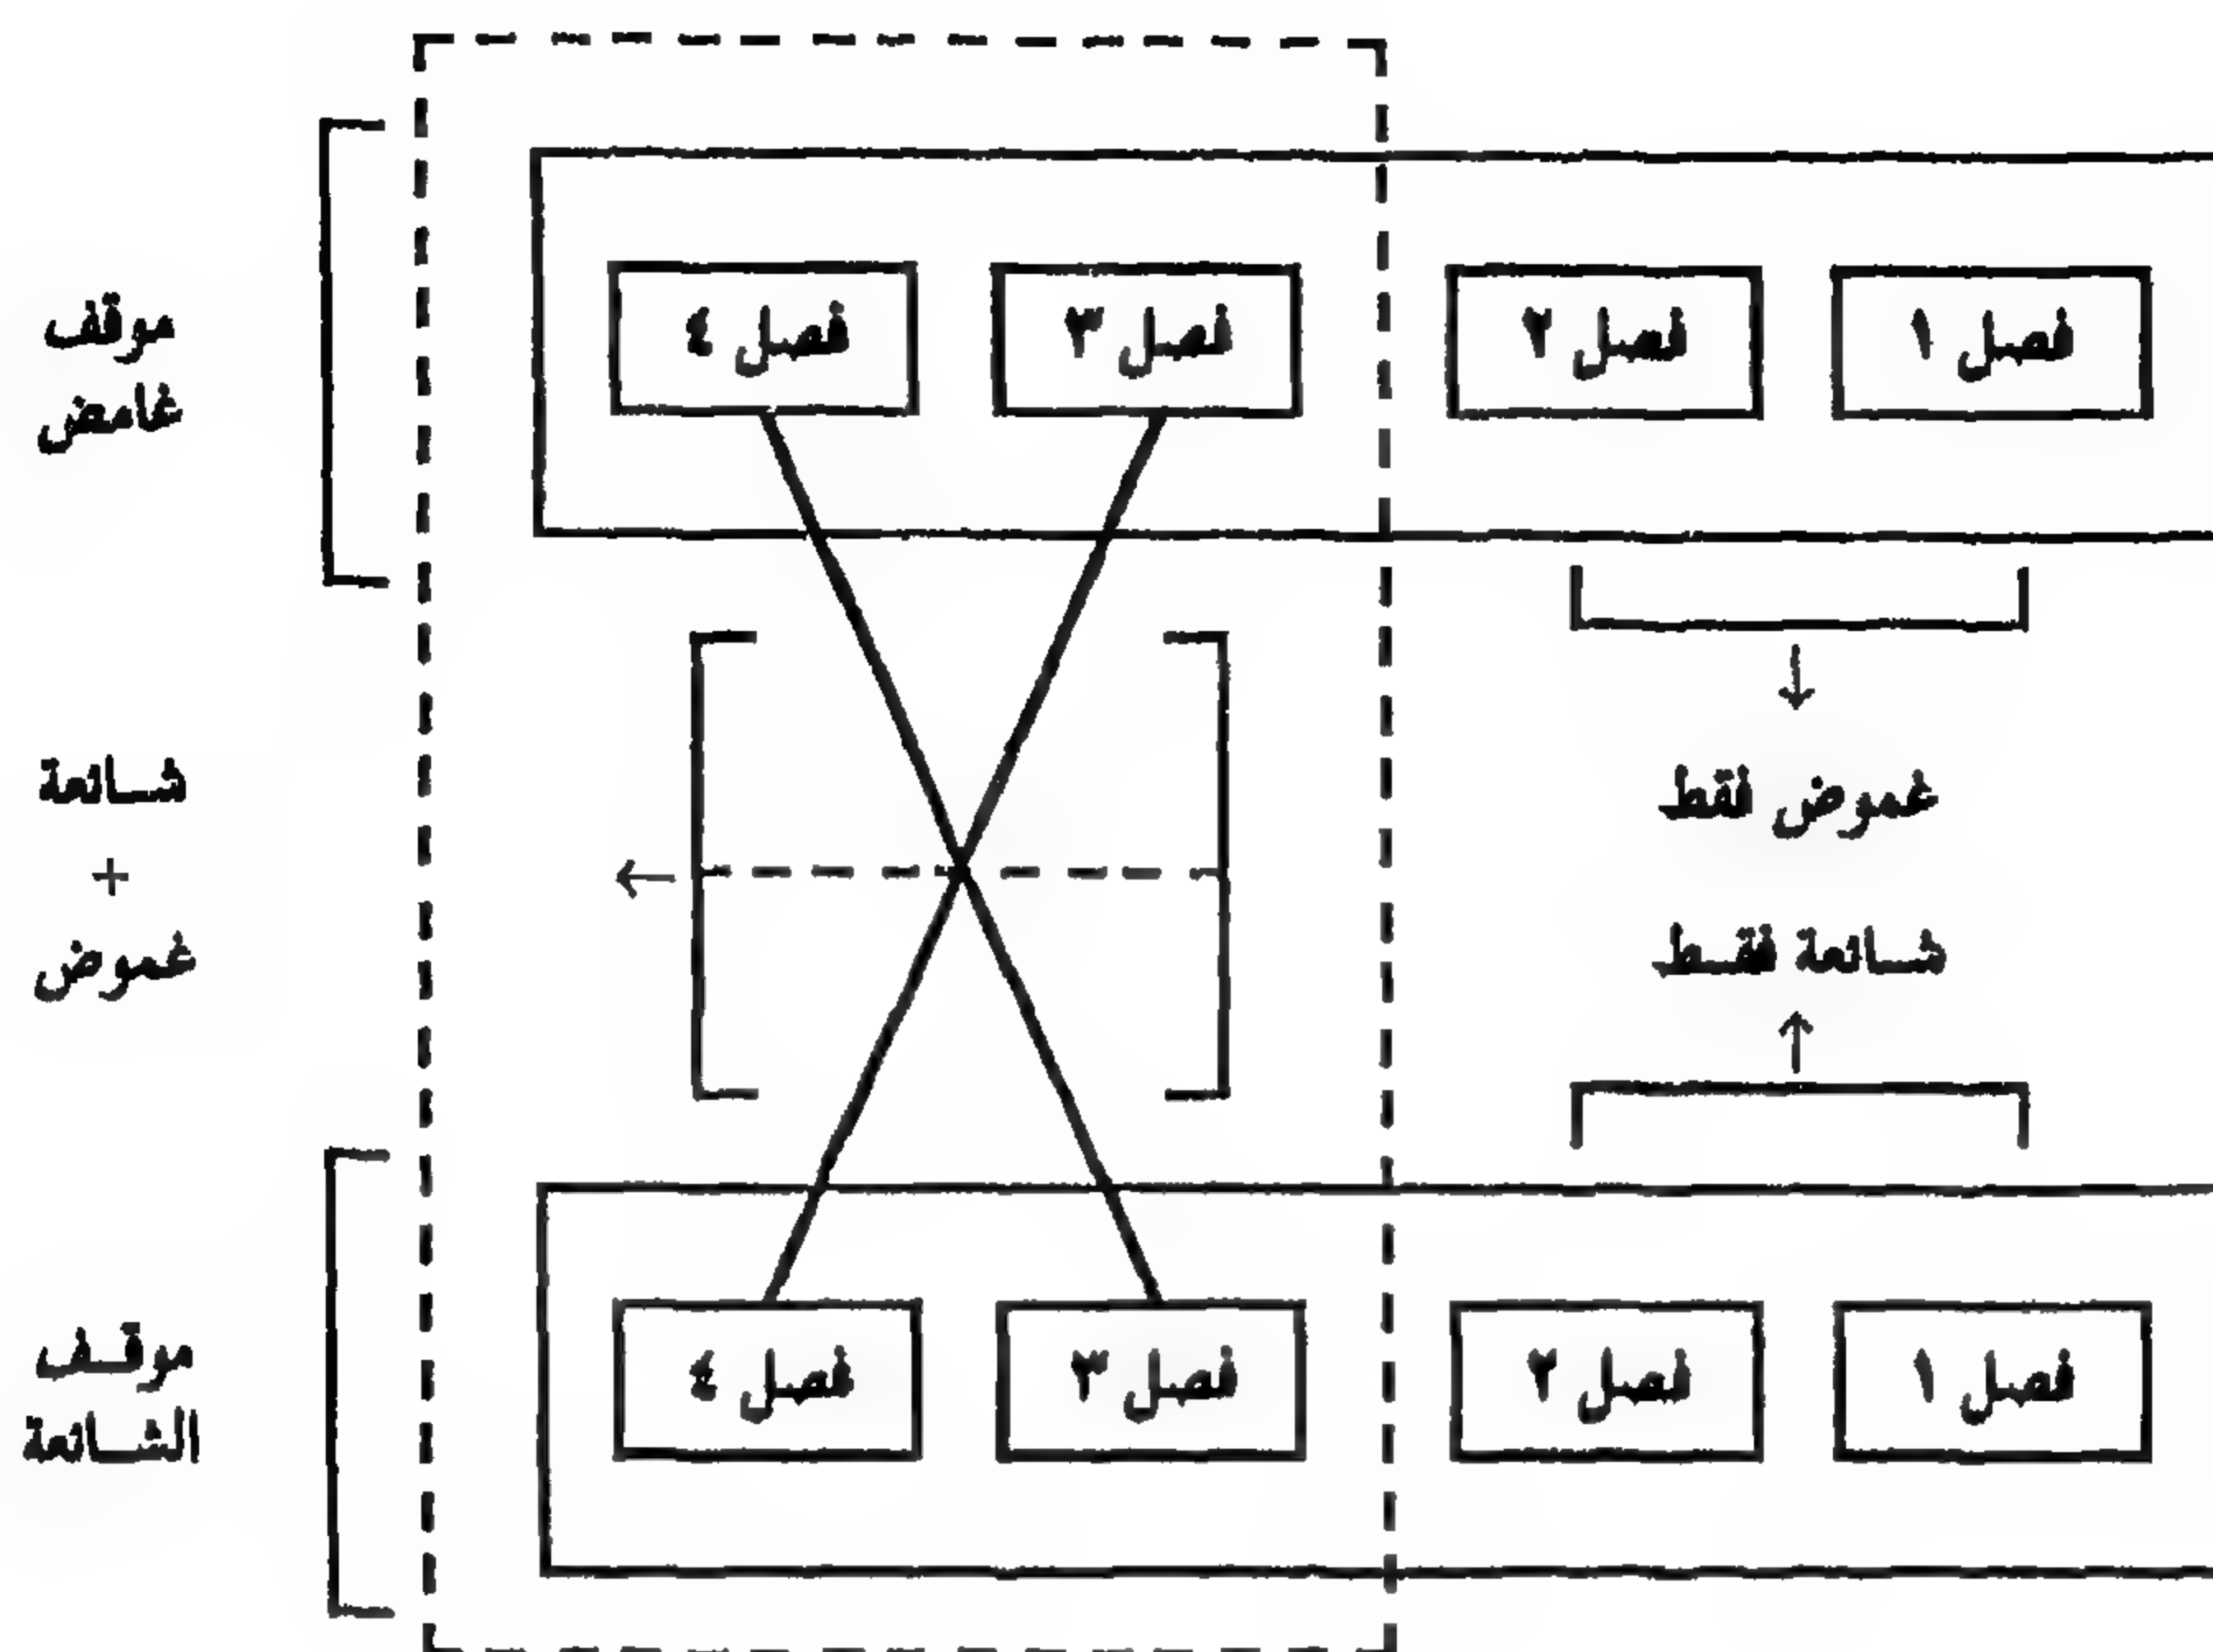 فصل ١
فصل ٢
فصل ٣
فصل ٤
موقف
غامض
غموض فقط
شائعة فقط
شائعة
+
غموض
فصل ١
فصل ٢
فصل ٣
فصل ٤
موقف
الشائعة